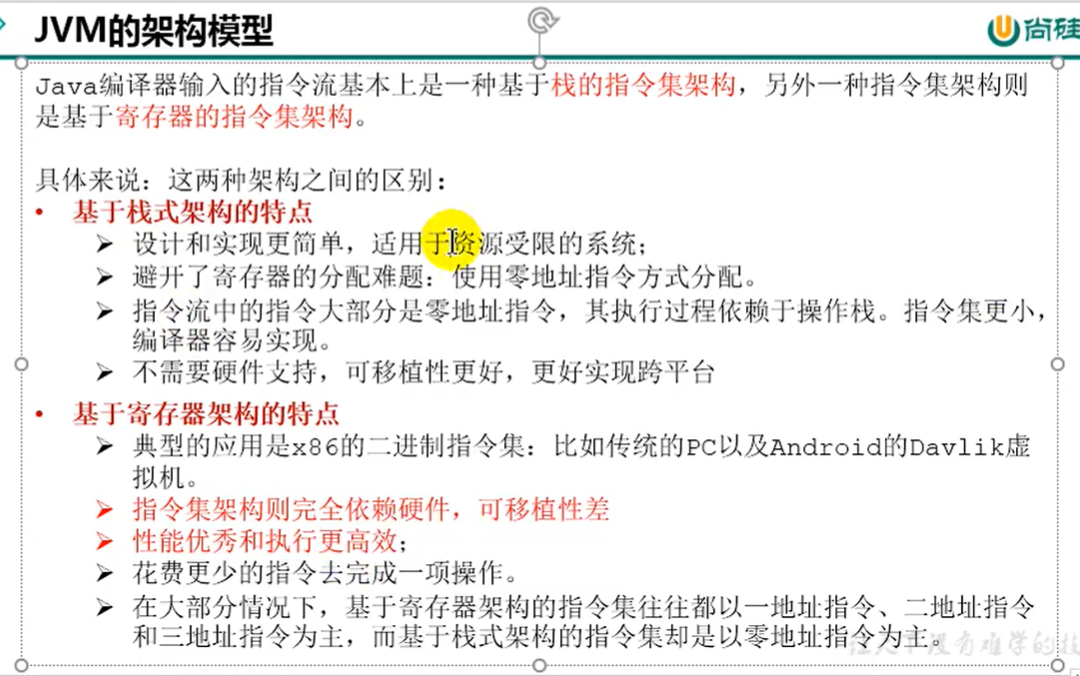 JVM的架构模型
尚硅
Java编译器输入的指令流基本上是一种基于栈的指令集架构，另外一种指令集架构则
是基于寄存器的指令集架构。
具体来说：这两种架构之间的区别：
• 基于栈式架构的特点
➢ 设计和实现更简单，适用于资源受限的系统；
➢ 避开了寄存器的分配难题：使用零地址指令方式分配。
➢ 指令流中的指令大部分是零地址指令，其执行过程依赖于操作栈。指令集更小，
编译器容易实现。
➢ 不需要硬件支持，可移植性更好，更好实现跨平台
• 基于寄存器架构的特点
➢ 典型的应用是x86的二进制指令集：比如传统的PC以及Android的Davlik虚
拟机。
➢ 指令集架构则完全依赖硬件，可移植性差
➢ 性能优秀和执行更高效；
➢ 花费更少的指令去完成一项操作。
➢ 在大部分情况下，基于寄存器架构的指令集往往都以一地址指令、二地址指令
和三地址指令为主，而基于栈式架构的指令集却是以零地址指令为主。
没有难学的技